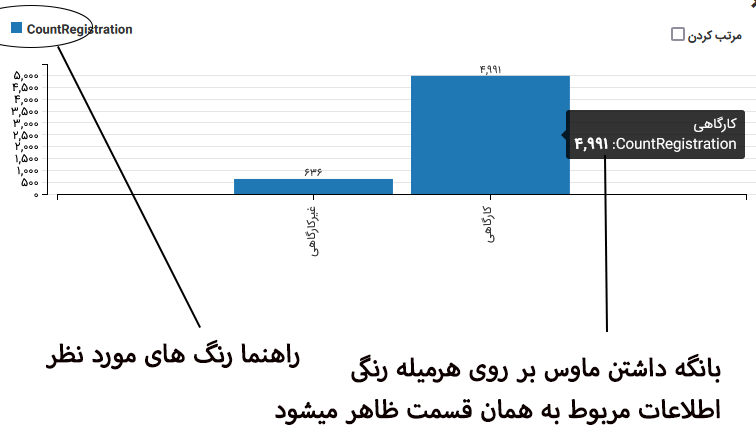 CountRegistration
مرتب کردن
۵,۰۰۰
۴,۵۰۰
۴,۰۰۰
۳,۵۰۰
۳,۰۰۰
۲,۵۰۰
۲,۰۰۰
۱,۵۰۰
۱,۰۰۰
۵۰۰
۰
۶۳۶
۴,۹۹۱
غیرکارگاهی
کارگاهی
کارگاهی
CountRegistration: ۴,۹۹۱
راهنما رنگ های مورد نظر
بانگه داشتن ماوس بر روی هرمیله رنگی
اطلاعات مربوط به همان قسمت ظاهر میشود